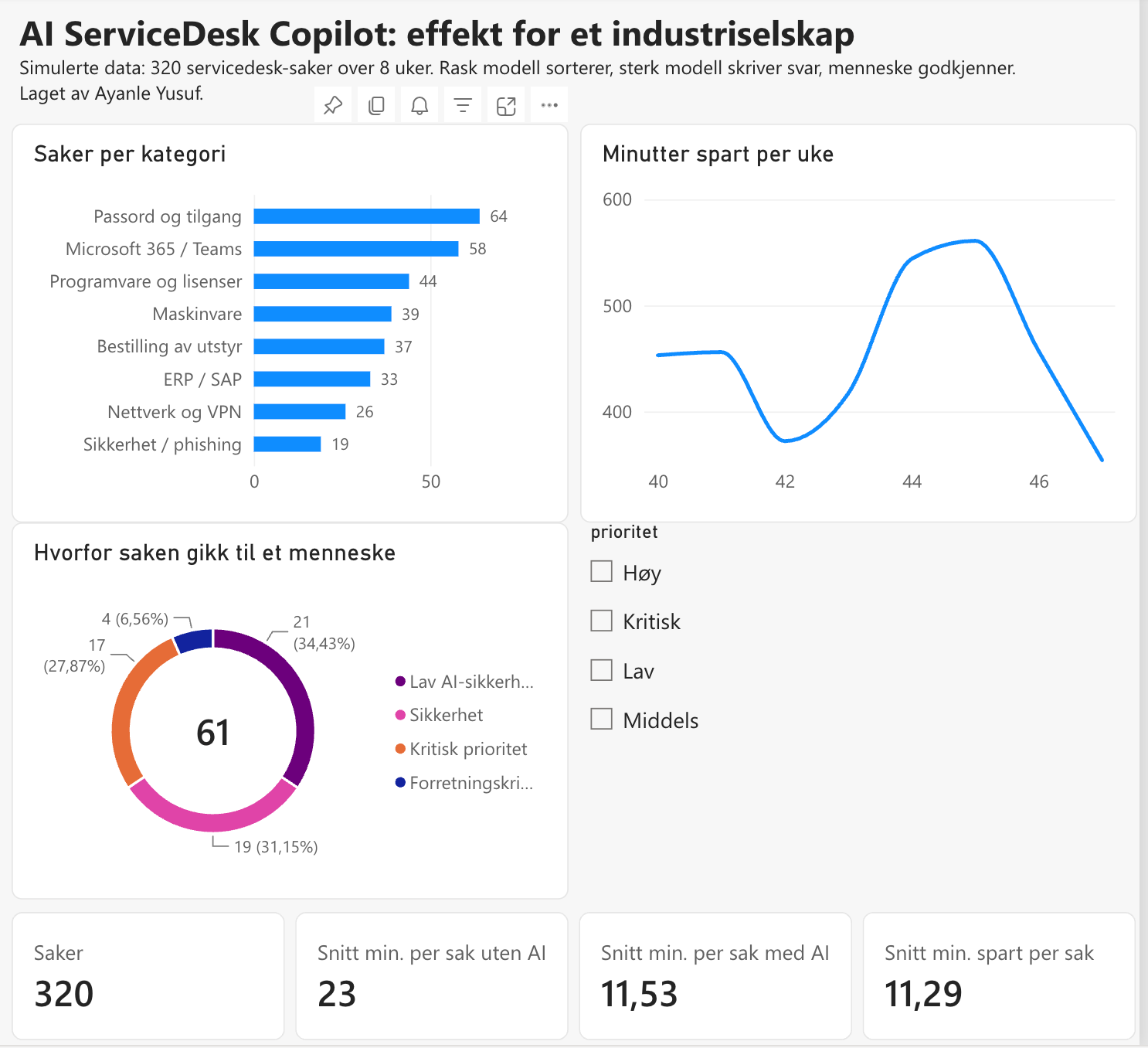 AI ServiceDesk Copilot: effekt for et industriselskap
Simulerte data: 320 servicedesk-saker over 8 uker. Rask modell sorterer, sterk modell skriver svar, menneske godkjenner.
Laget av Ayanle Yusuf.
Saker per kategori
Passord og tilgang 64
Microsoft 365 / Teams 58
Programvare og lisenser 44
Maskinvare 39
Bestilling av utstyr 37
ERP / SAP 33
Nettverk og VPN 26
Sikkerhet / phishing 19
0 50
Minutter spart per uke
600
500
400
40 42 44 46
Hvorfor saken gikk til et menneske
4 (6,56%)
21
(34,43%)
17
(27,87%)
61
19 (31,15%)
Lav AI-sikkerh...
Sikkerhet
Kritisk prioritet
Forretningskri...
prioritet
Høy
Kritisk
Lav
Middels
Saker
320
Snitt min. per sak uten AI
23
Snitt min. per sak med AI
11,53
Snitt min. spart per sak
11,29